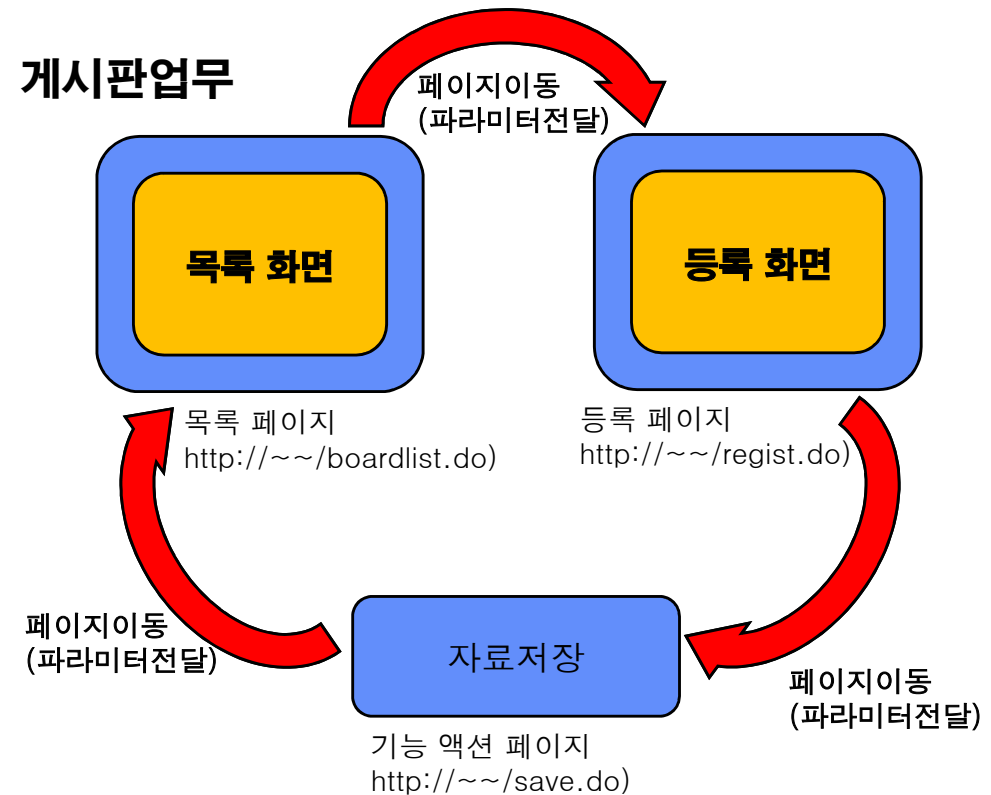 게시판업무
페이지이동
(파라미터전달)
목록 화면
등록 화면
목록 페이지
http://~~/boardlist.do)
등록 페이지
http://~~/regist.do)
페이지이동
(파라미터전달)
자료저장
페이지이동
(파라미터전달)
기능 액션 페이지
http://~~/save.do)